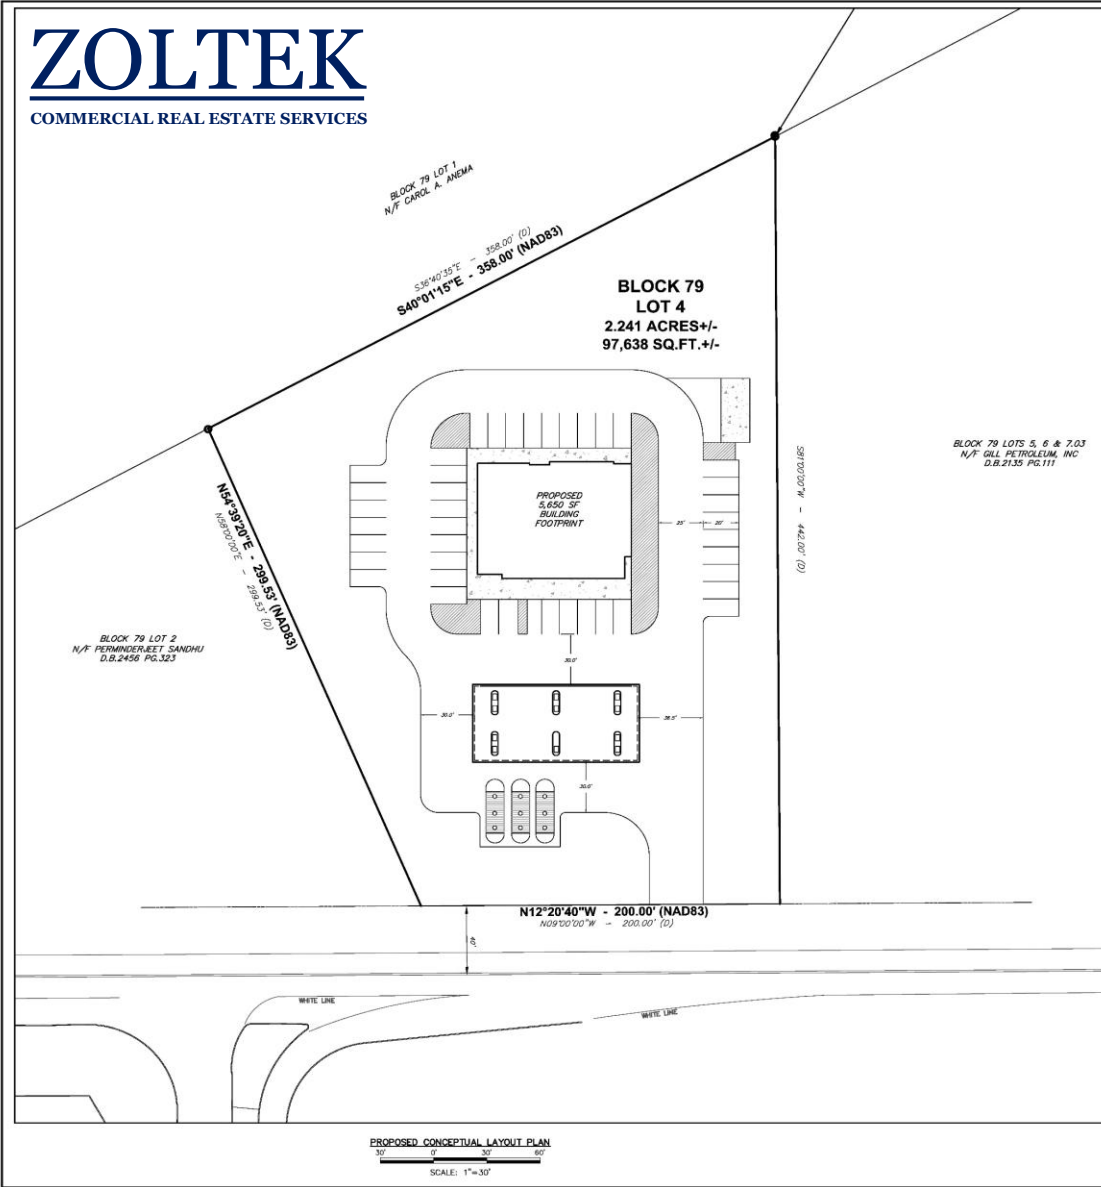 ZOLTEK
COMMERCIAL REAL ESTATE SERVICES
BLOCK 79 LOT 1
N/F CAROL A. ANEMA
S36°40'35"E - 358.00' (D)
S40°01'15"E - 358.00' (NAD83)
BLOCK 79
LOT 4
2.241 ACRES+/-
97,638 SQ.FT.+/-
BLOCK 79 LOTS 5, 6 & 7.03
N/F GILL PETROLEUM, INC
D.B.2135 PG.111
S81°00'00"W - 442.00' (D)
PROPOSED
5,650 SF
BUILDING
FOOTPRINT
25'
20'
N54°39'20"E - 299.53' (NAD83)
N58°00'00"E - 299.53' (D)
BLOCK 79 LOT 2
N/F PERMINDERJEET SANDHU
D.B.2456 PG.323
30.0'
30.0'
36.5'
30.0'
N12°20'40"W - 200.00' (NAD83)
N09°00'00"W - 200.00' (D)
40'
WHITE LINE
WHITE LINE
PROPOSED CONCEPTUAL LAYOUT PLAN
30' 0' 30' 60'
SCALE: 1"=30'